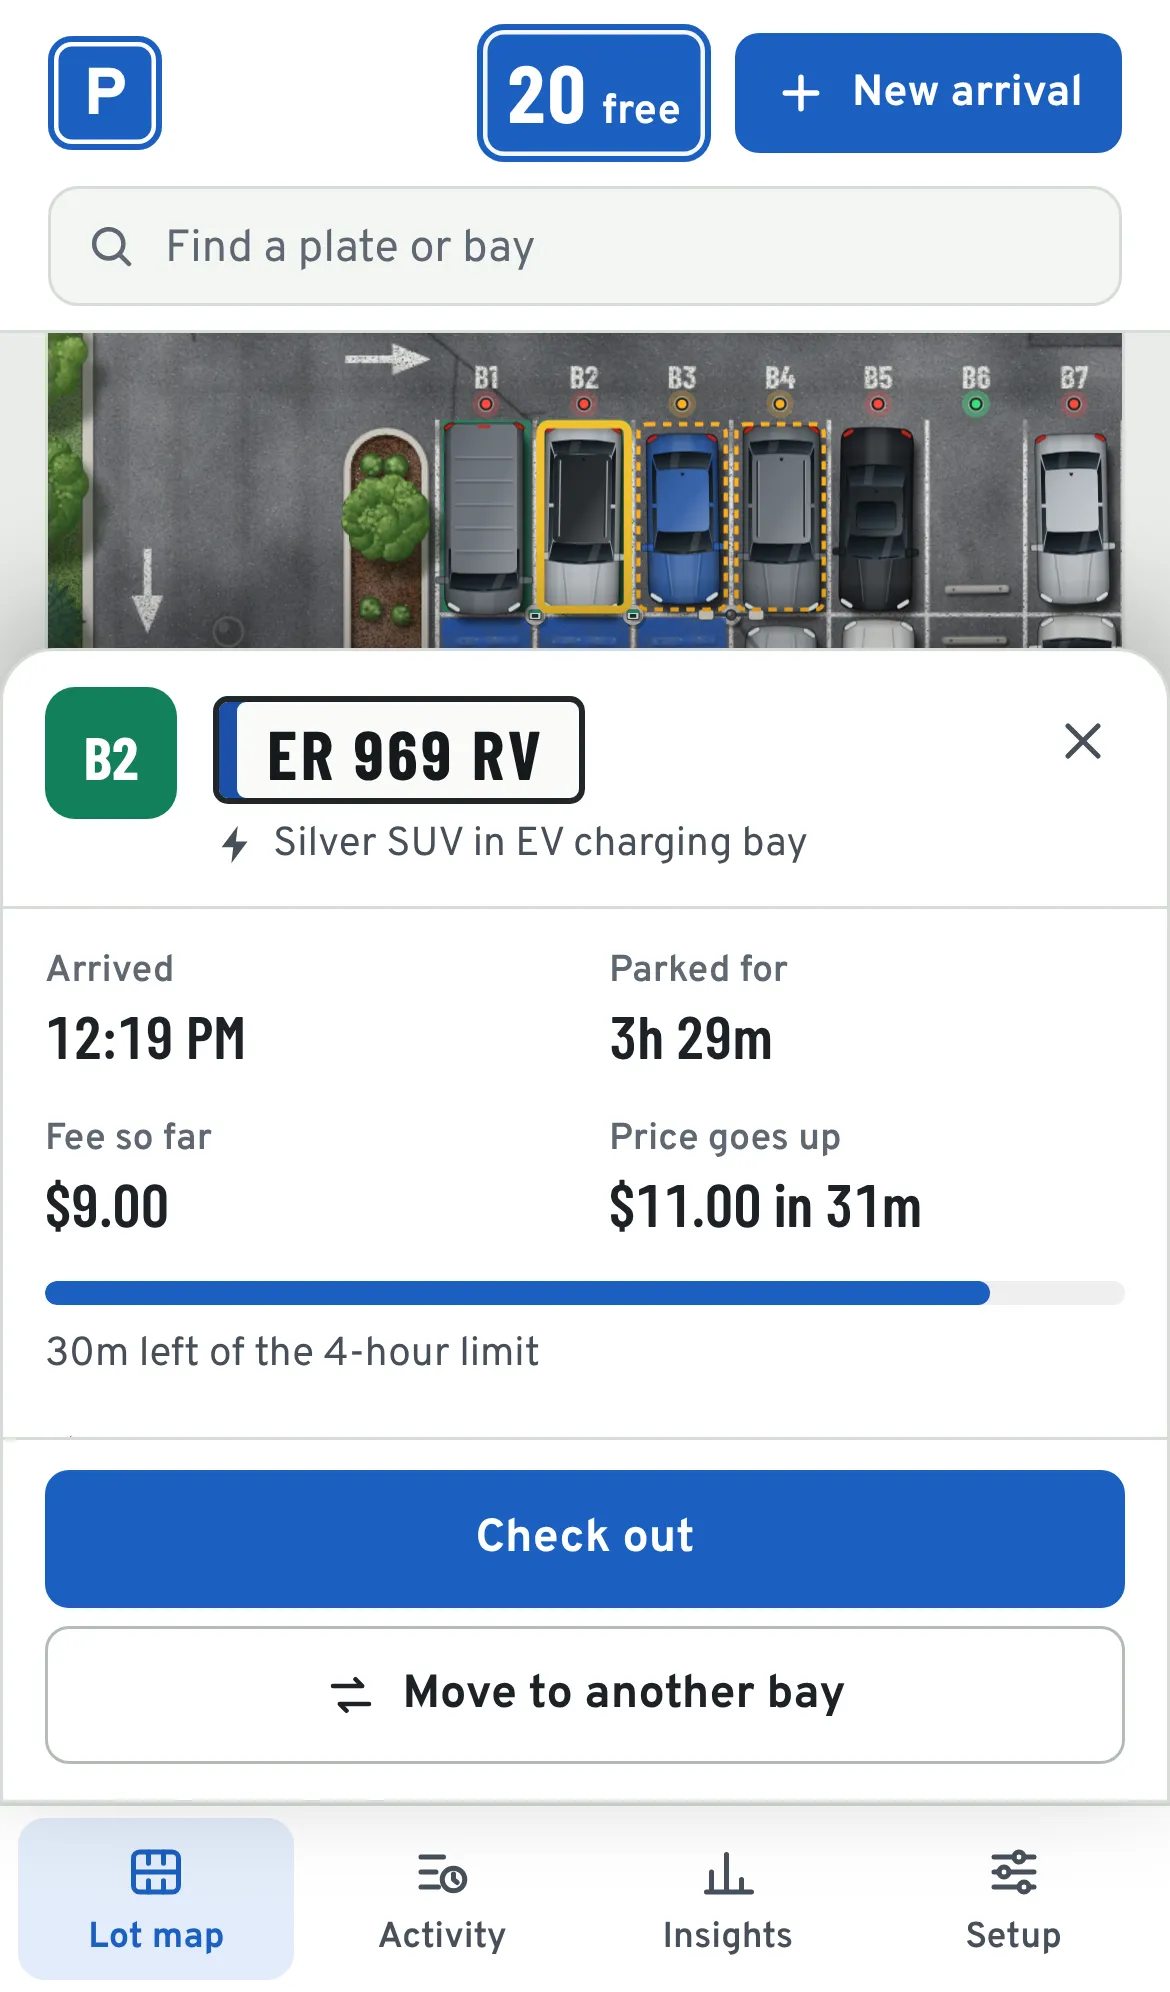 P
20 free
+ New arrival
Find a plate or bay
B1 B2 B3 B4 B5 B6 B7
B2
ER 969 RV
Silver SUV in EV charging bay
Arrived
12:19 PM
Parked for
3h 29m
Fee so far
$9.00
Price goes up
$11.00 in 31m
30m left of the 4-hour limit
Check out
Move to another bay
Lot map
Activity
Insights
Setup